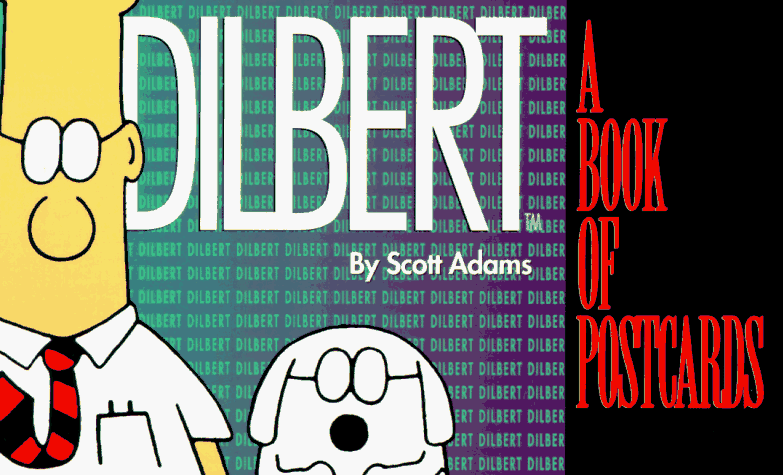 DILBERT™
By Scott Adams
A
BOOK
OF
POSTCARDS